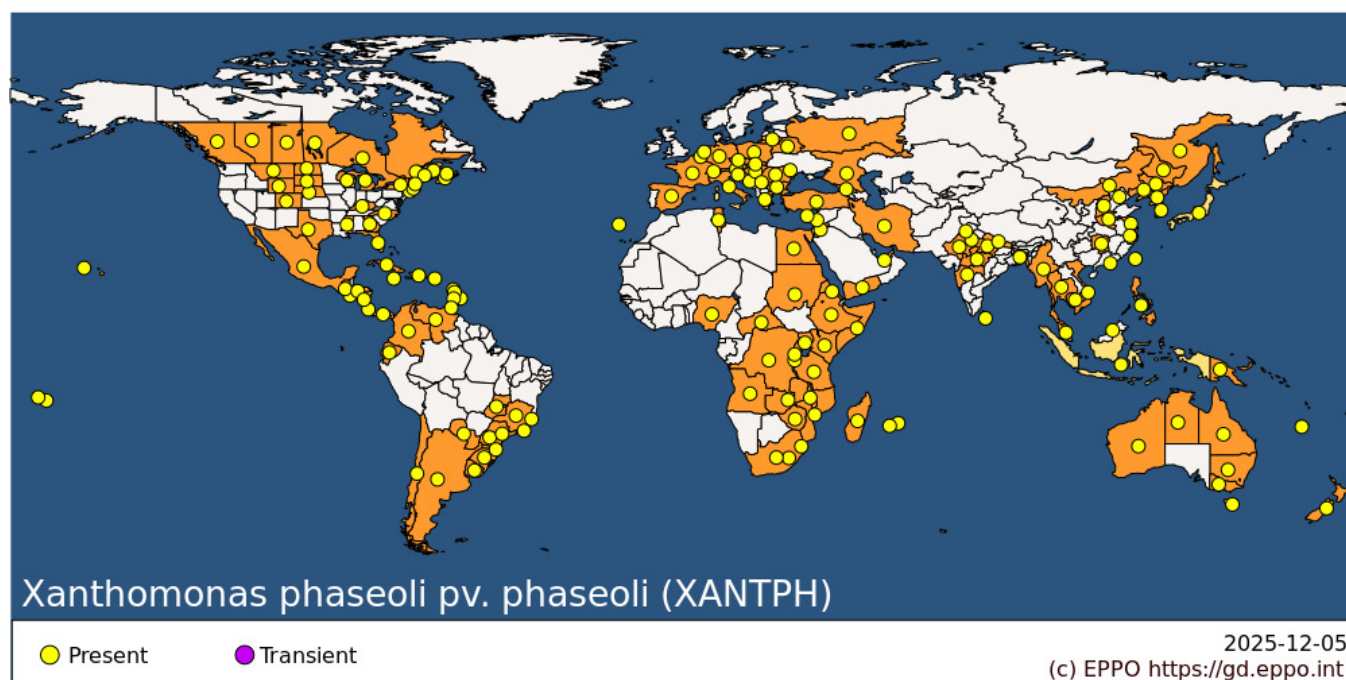 Xanthomonas phaseoli pv. phaseoli (XANTPH)
Present
Transient
2025-12-05
(c) EPPO https://gd.eppo.int